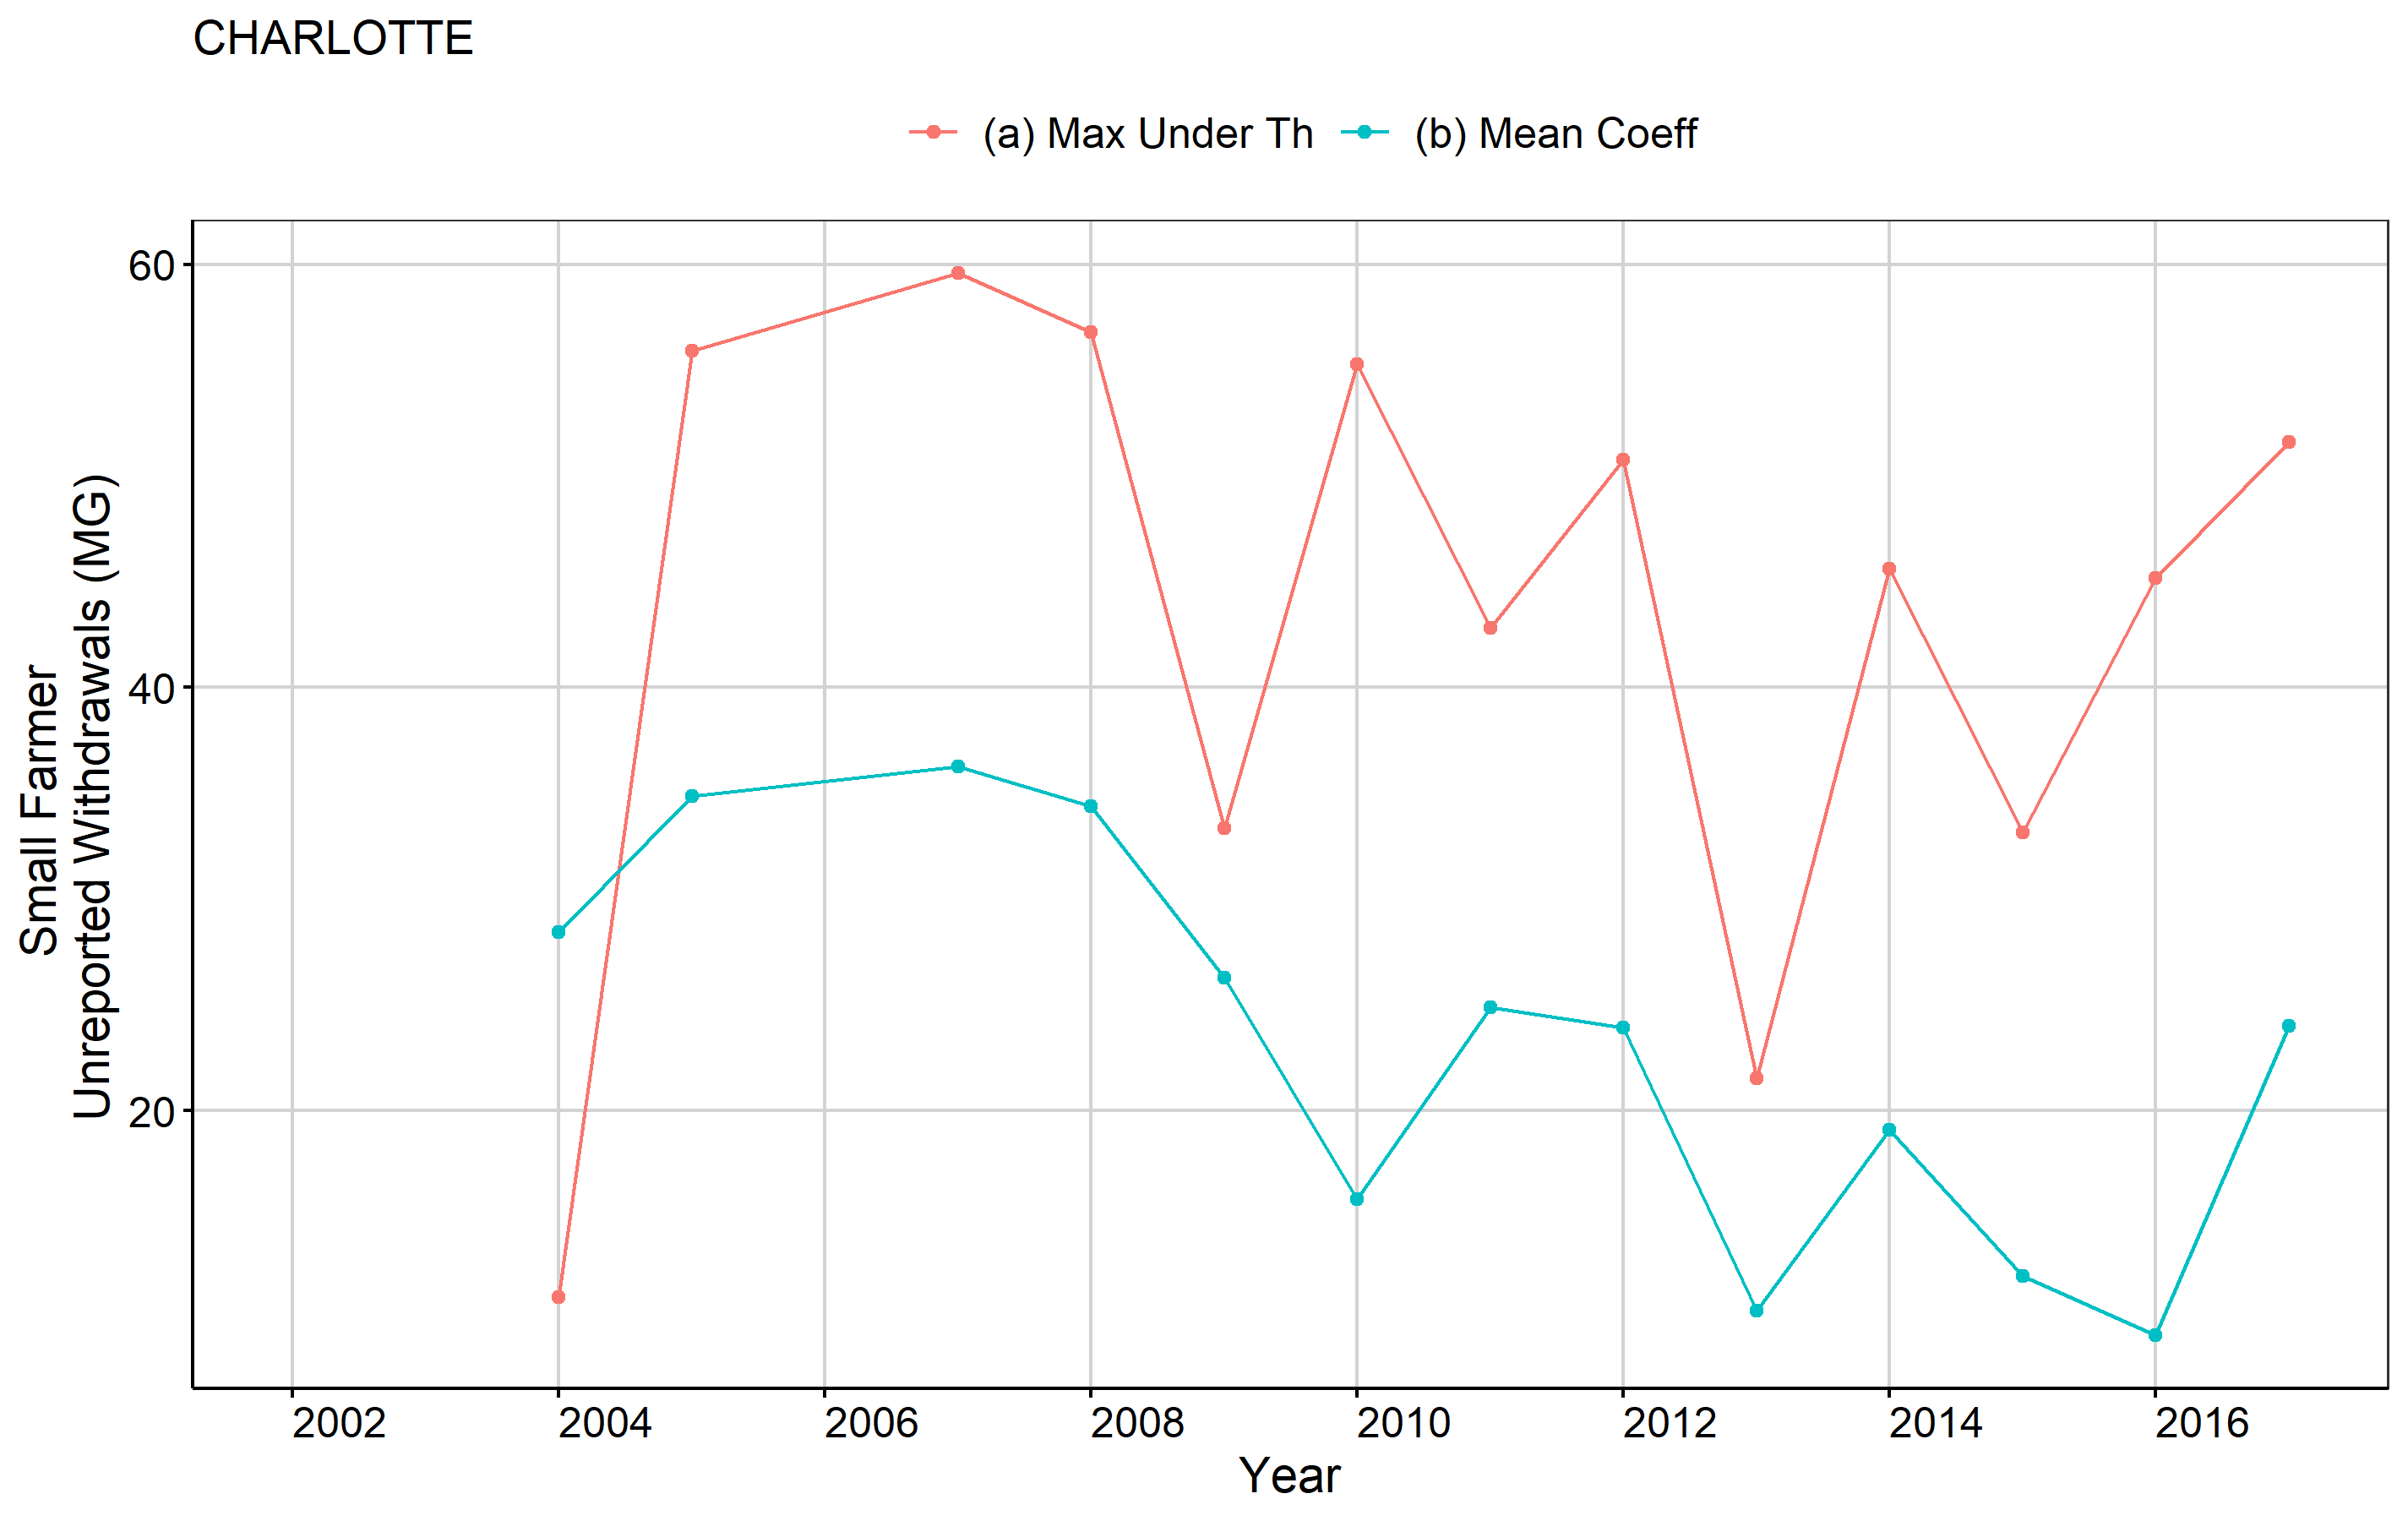 CHARLOTTE
(a) Max Under Th (b) Mean Coeff
Small Farmer
Unreported Withdrawals (MG)
60
40
20
2002 2004 2006 2008 2010 2012 2014 2016
Year